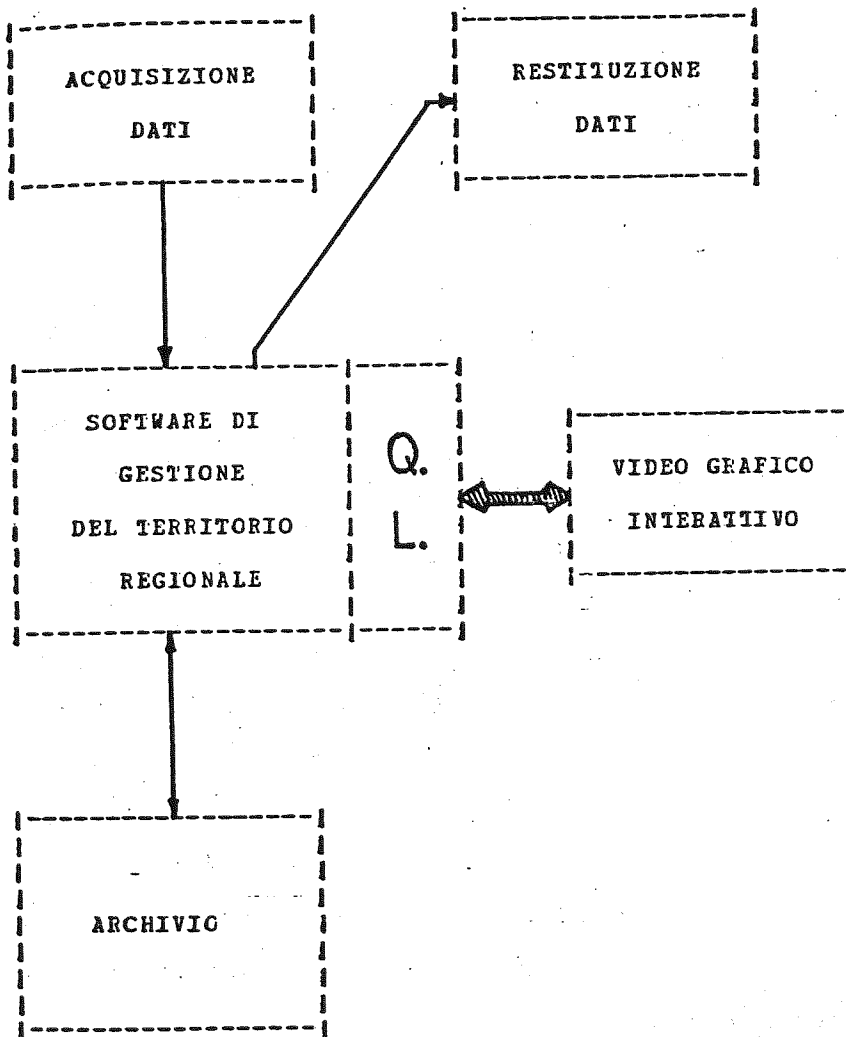 ACQUISIZIONE
DATI
RESTITUZIONE
DATI
SOFTWARE DI
GESTIONE
DEL TERRITORIO
REGIONALE
Q.
L.
VIDEO GRAFICO
INTERATTIVO
ARCHIVIO